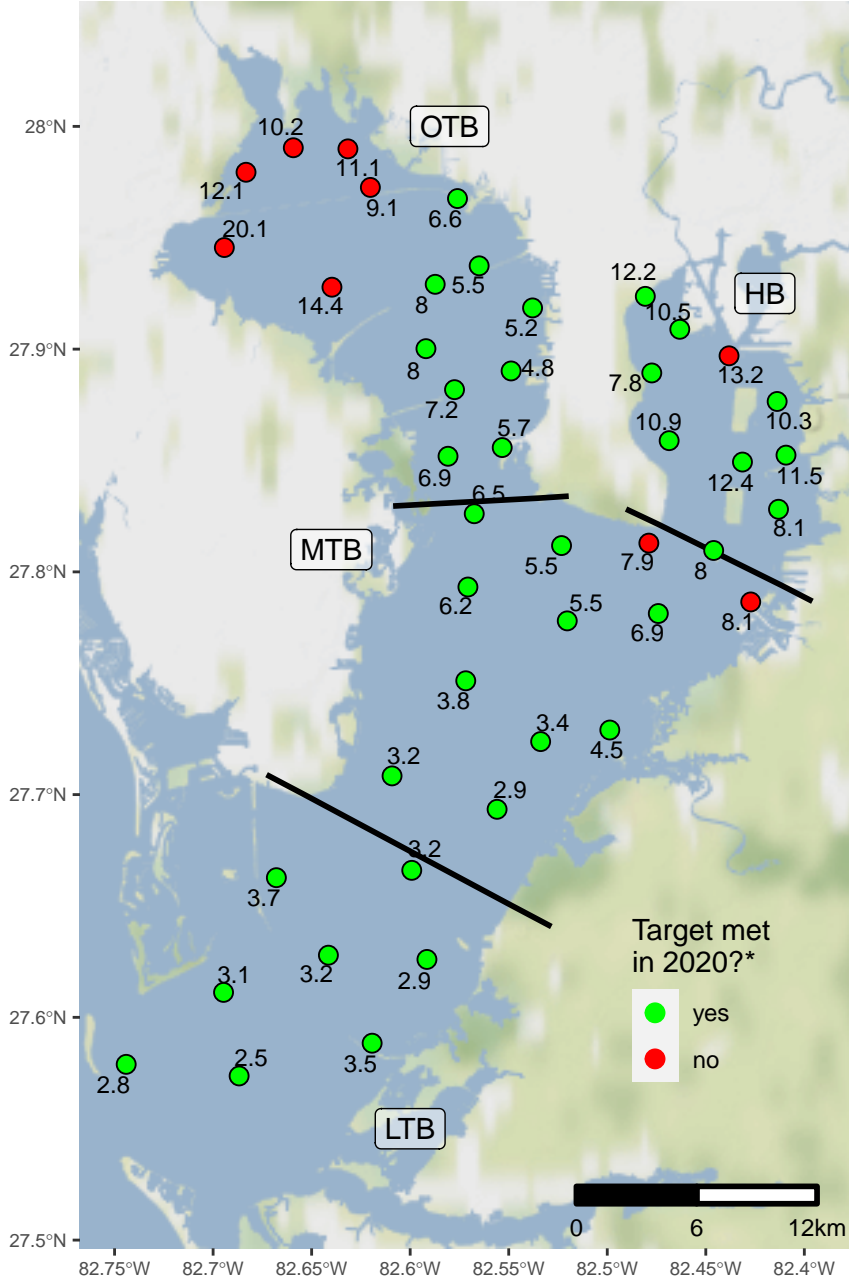 28°N
10.2
OTB
11.1
12.1
9.1
6.6
20.1
5.5
12.2
HB
14.4
8
10.5
27.9°N
5.2
8
4.8
7.8
13.2
7.2
5.7
10.9
10.3
6.9
12.4
11.5
6.5
8.1
MTB
5.5
7.9
8
27.8°N
6.2
5.5
6.9
8.1
3.8
3.4
4.5
3.2
27.7°N
2.9
3.2
3.7
Target met
in 2020?*
3.2
2.9
3.1
yes
27.6°N
3.5
2.5
no
2.8
LTB
0
6
12km
27.5°N
82.75°W
82.7°W
82.65°W
82.6°W
82.55°W
82.5°W
82.45°W
82.4°W